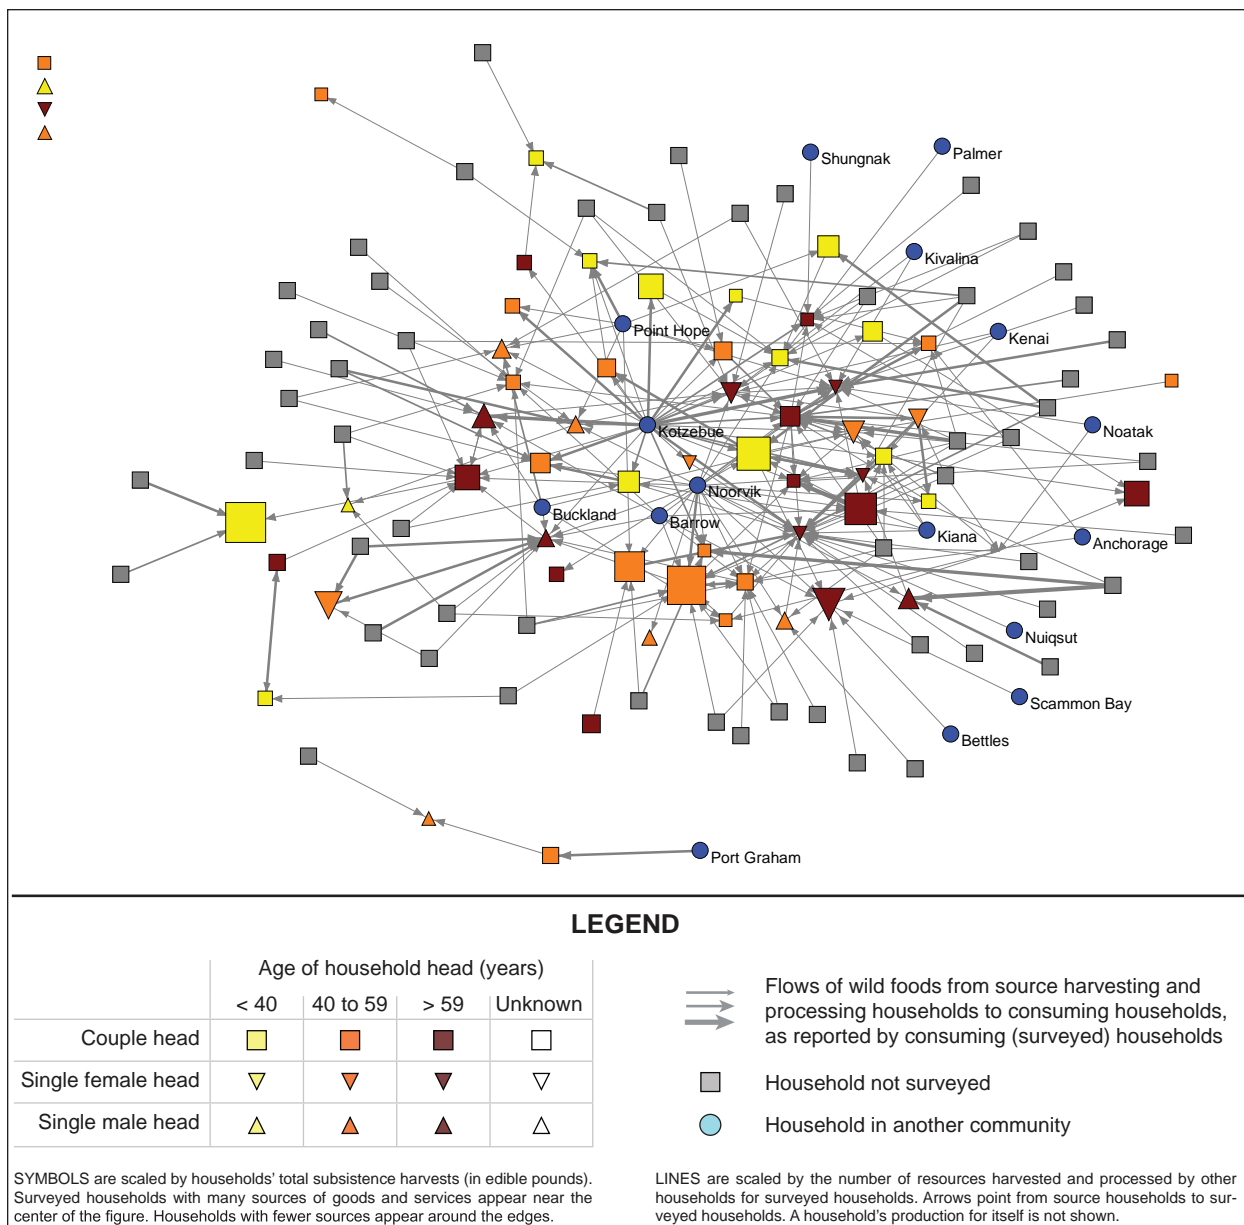 Shungnak
Palmer
Kivalina
Point Hope
Kenai
Kotzebue
Noatak
Noorvik
Buckland
Barrow
Kiana
Anchorage
Nuiqsut
Scammon Bay
Bettles
Port Graham
LEGEND
Age of household head (years)
< 40 40 to 59 > 59 Unknown
Couple head
Single female head
Single male head
Flows of wild foods from source harvesting and
processing households to consuming households,
as reported by consuming (surveyed) households
Household not surveyed
Household in another community
SYMBOLS are scaled by households' total subsistence harvests (in edible pounds).
Surveyed households with many sources of goods and services appear near the
center of the figure. Households with fewer sources appear around the edges.
LINES are scaled by the number of resources harvested and processed by other
households for surveyed households. Arrows point from source households to sur-
veyed households. A household's production for itself is not shown.